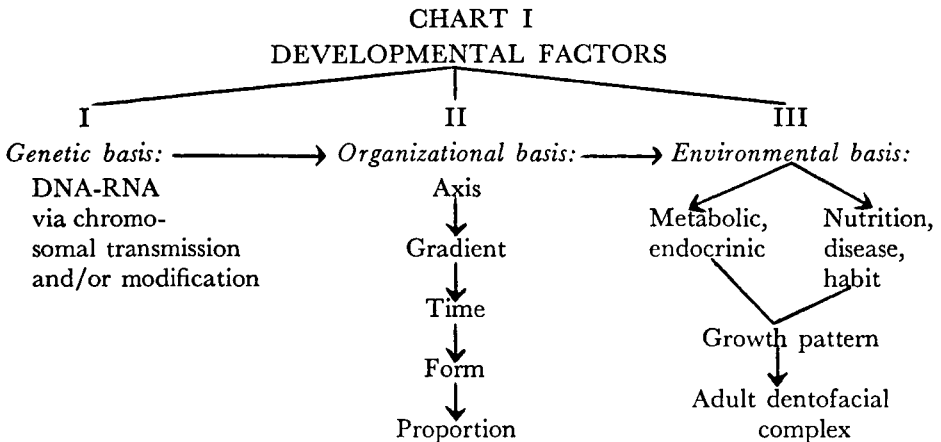 CHART I
DEVELOPMENTAL FACTORS
I
II
III
Genetic basis:
Organizational basis:
Environmental basis:
DNA-RNA
via chromo-
somal transmission
and/or modification
Axis
Gradient
Time
Form
Proportion
Metabolic,
endocrinic
Nutrition,
disease,
habit
Growth pattern
Adult dentofacial
complex